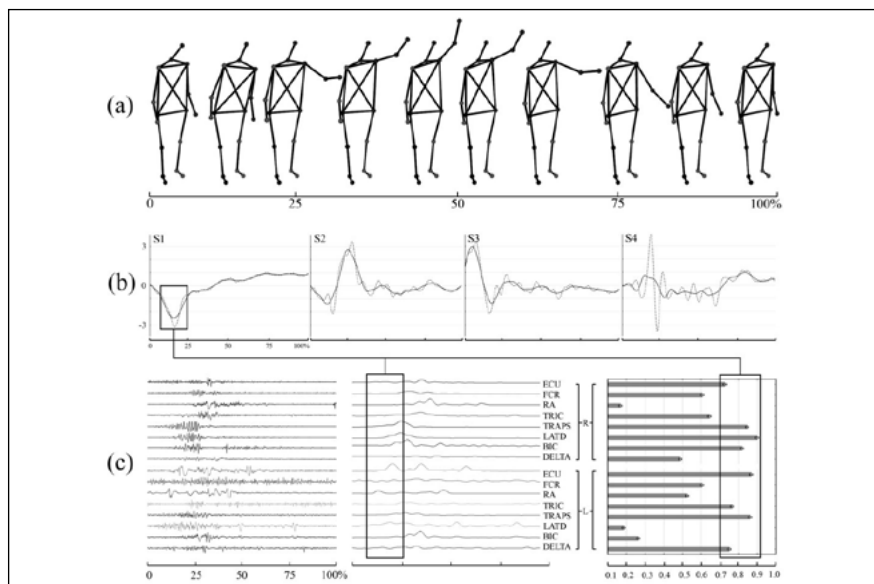 (a)
0 25 50 75 100%
S1 S2 S3 S4
3
(b)
0
-3
0 25 50 75 100%
ECU
FCR
RA
TRIC
TRAPS
LATD
BIC
DELTA
R
(c)
ECU
FCR
RA
TRIC
TRAPS
LATD
BIC
DELTA
L
0 25 50 75 100%
0.1 0.2 0.3 0.4 0.5 0.6 0.7 0.8 0.9 1.0